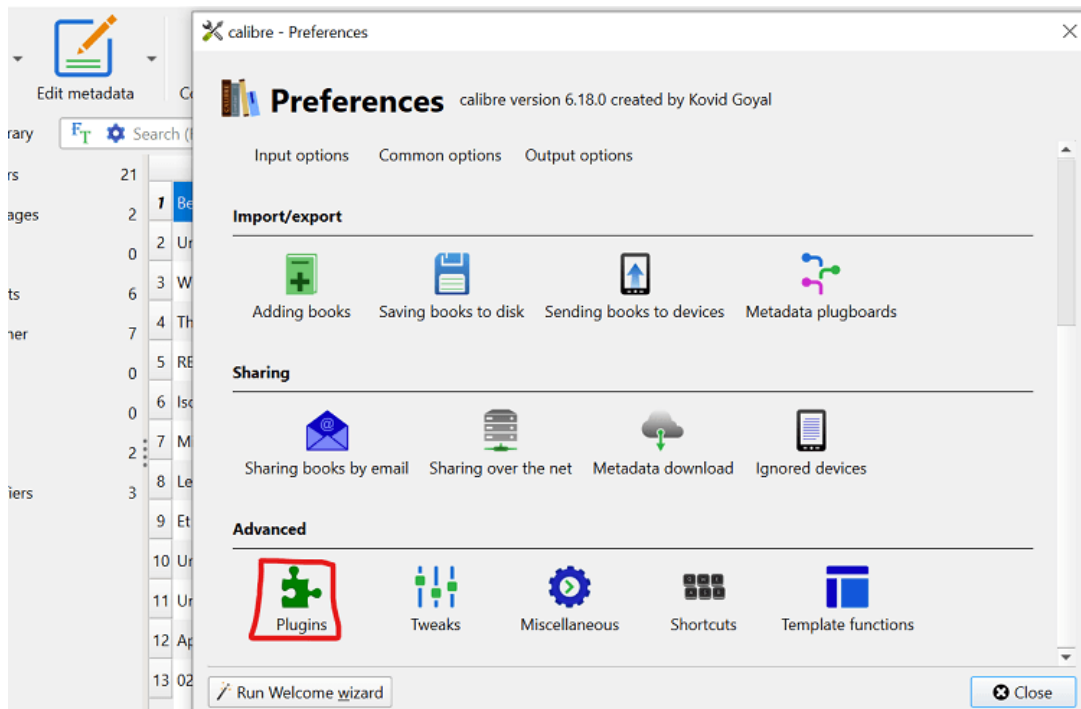 calibre - Preferences
Edit metadata
Preferences calibre version 6.18.0 created by Kovid Goyal
Search
Input options Common options Output options
21
2
0
6
7
0
0
2
3
1
2
3
4
5
6
7
8
9
10
11
12
13 02
Import/export
Adding books Saving books to disk Sending books to devices Metadata plugboards
Sharing
Sharing books by email Sharing over the net Metadata download Ignored devices
Advanced
Plugins Tweaks Miscellaneous Shortcuts Template functions
Run Welcome wizard Close